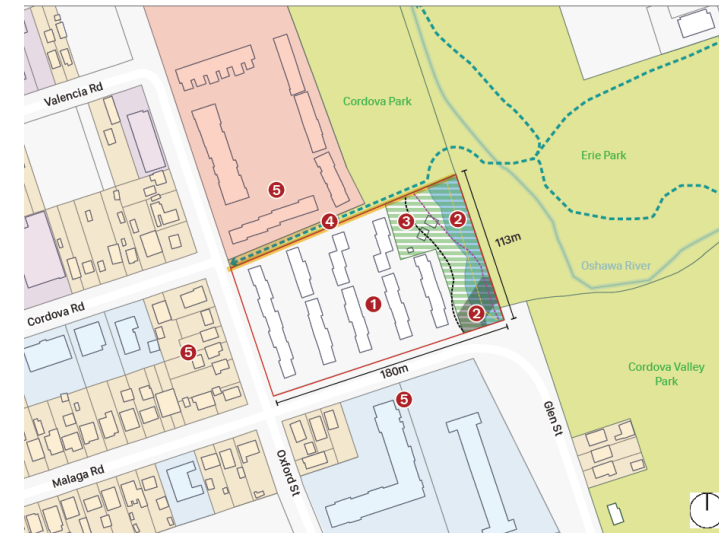 Valencia Rd
Cordova Park
Erie Park
5
4
3
2
113m
Oshawa River
Cordova Rd
1
2
5
180m
Cordova Valley
Park
5
Glen St
Oxford St
Malaga Rd